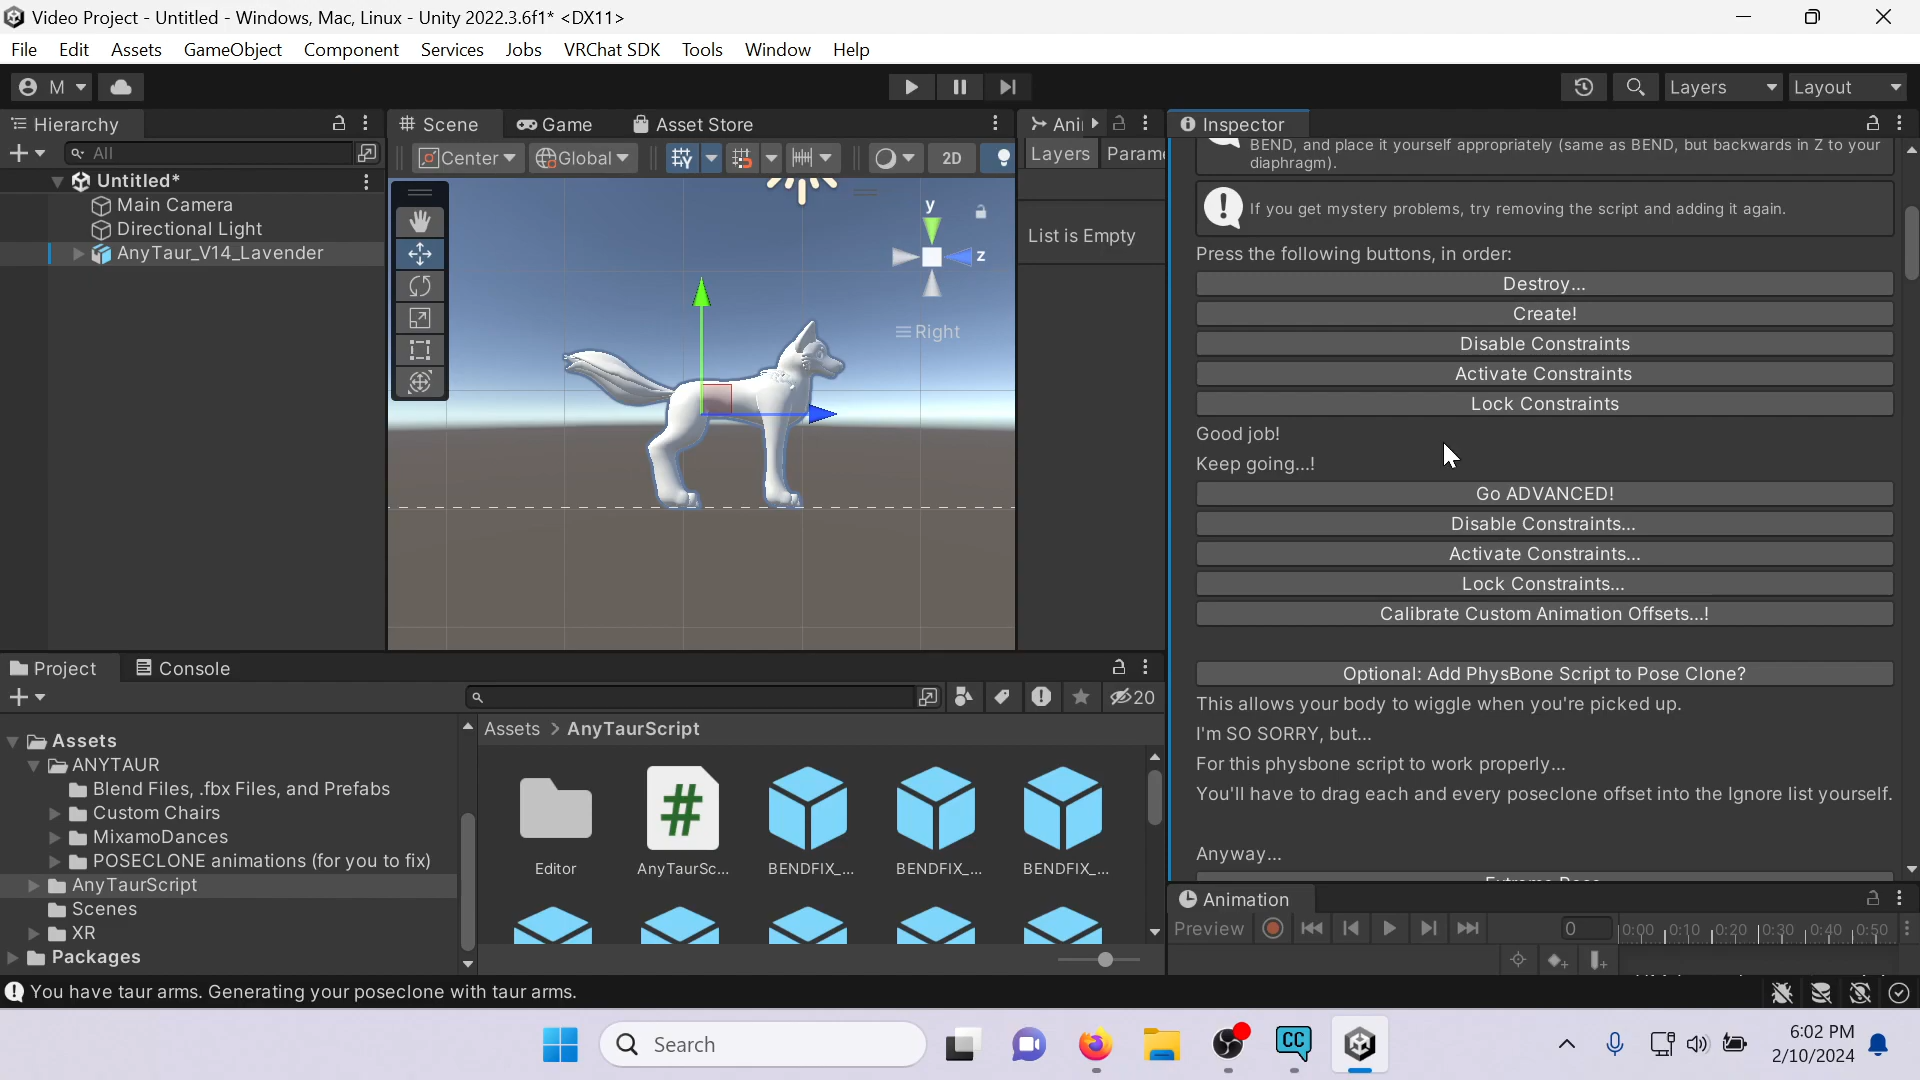 Video Project - Untitled - Windows, Mac, Linux - Unity 2022.3.6f1* <DX11>
File Edit Assets GameObject Component Services Jobs VRChat SDK Tools Window Help
M Layers Layout
Hierarchy
All
Untitled*
Main Camera
Directional Light
AnyTaur_V14_Lavender
Scene Game Asset Store
Center Global 2D
y
z
Right
Ani
Layers Param
List is Empty
Inspector
BEND, and place it yourself appropriately (same as BEND, but backwards in Z to your
diaphragm).
If you get mystery problems, try removing the script and adding it again.
Press the following buttons, in order:
Destroy...
Create!
Disable Constraints
Activate Constraints
Lock Constraints
Good job!
Keep going...!
Go ADVANCED!
Disable Constraints...
Activate Constraints...
Lock Constraints...
Calibrate Custom Animation Offsets...!
Optional: Add PhysBone Script to Pose Clone?
This allows your body to wiggle when you're picked up.
I'm SO SORRY, but...
For this physbone script to work properly...
You'll have to drag each and every poseclone offset into the Ignore list yourself.
Anyway...
Project Console
20
Assets
ANYTAUR
Blend Files, .fbx Files, and Prefabs
Custom Chairs
MixamoDances
POSECLONE animations (for you to fix)
AnyTaurScript
Scenes
XR
Packages
Assets > AnyTaurScript
Editor AnyTaurSc... BENDFIX_... BENDFIX_... BENDFIX_...
Animation
Preview 0 0:00 0:10 0:20 0:30 0:40 0:50
You have taur arms. Generating your poseclone with taur arms.
Search
CC
6:02 PM
2/10/2024